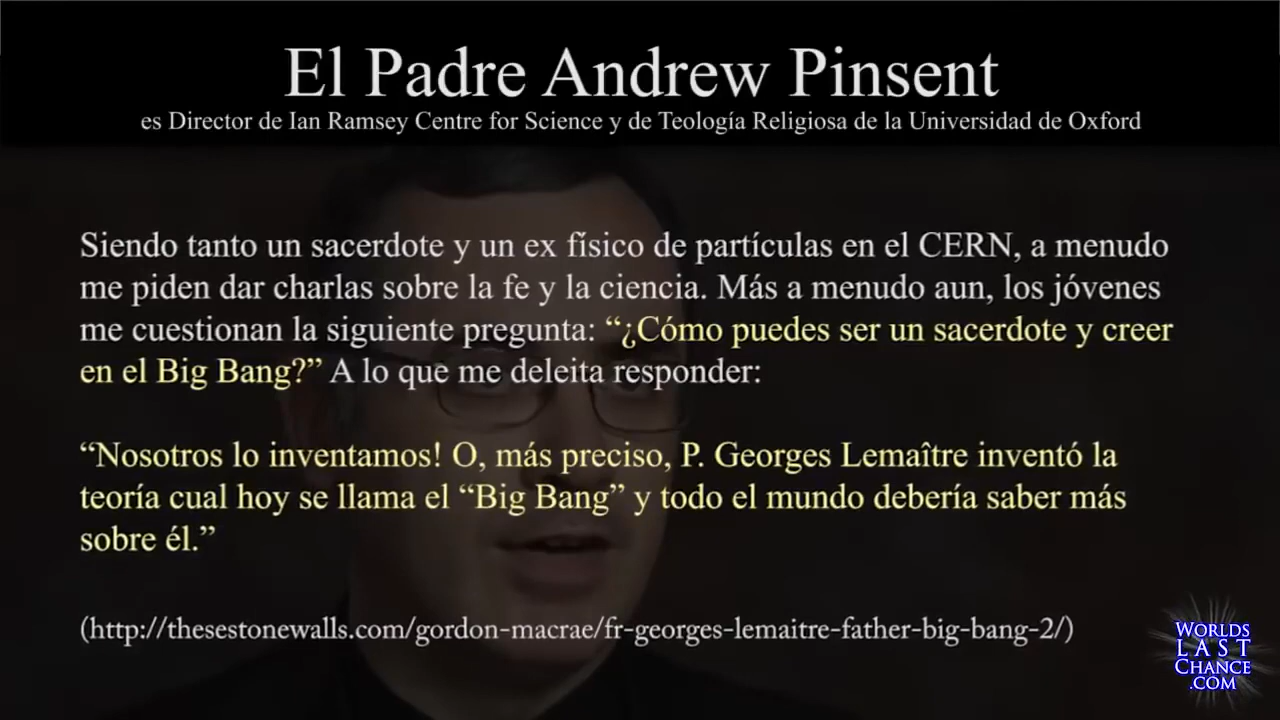 El Padre Andrew Pinsent
es Director de Ian Ramsey Centre for Science y de Teología Religiosa de la Universidad de Oxford
Siendo tanto un sacerdote y un ex físico de partículas en el CERN, a menudo
me piden dar charlas sobre la fe y la ciencia. Más a menudo aun, los jóvenes
me cuestionan la siguiente pregunta: “¿Cómo puedes ser un sacerdote y creer
en el Big Bang?” A lo que me deleita responder:
“Nosotros lo inventamos! O, más preciso, P. Georges Lemaître inventó la
teoría cual hoy se llama el “Big Bang” y todo el mundo debería saber más
sobre él.”
(http://thesestonewalls.com/gordon-macrae/fr-georges-lemaitre-father-big-bang-2/)
WORLDS
LAST
CHANCE
.COM